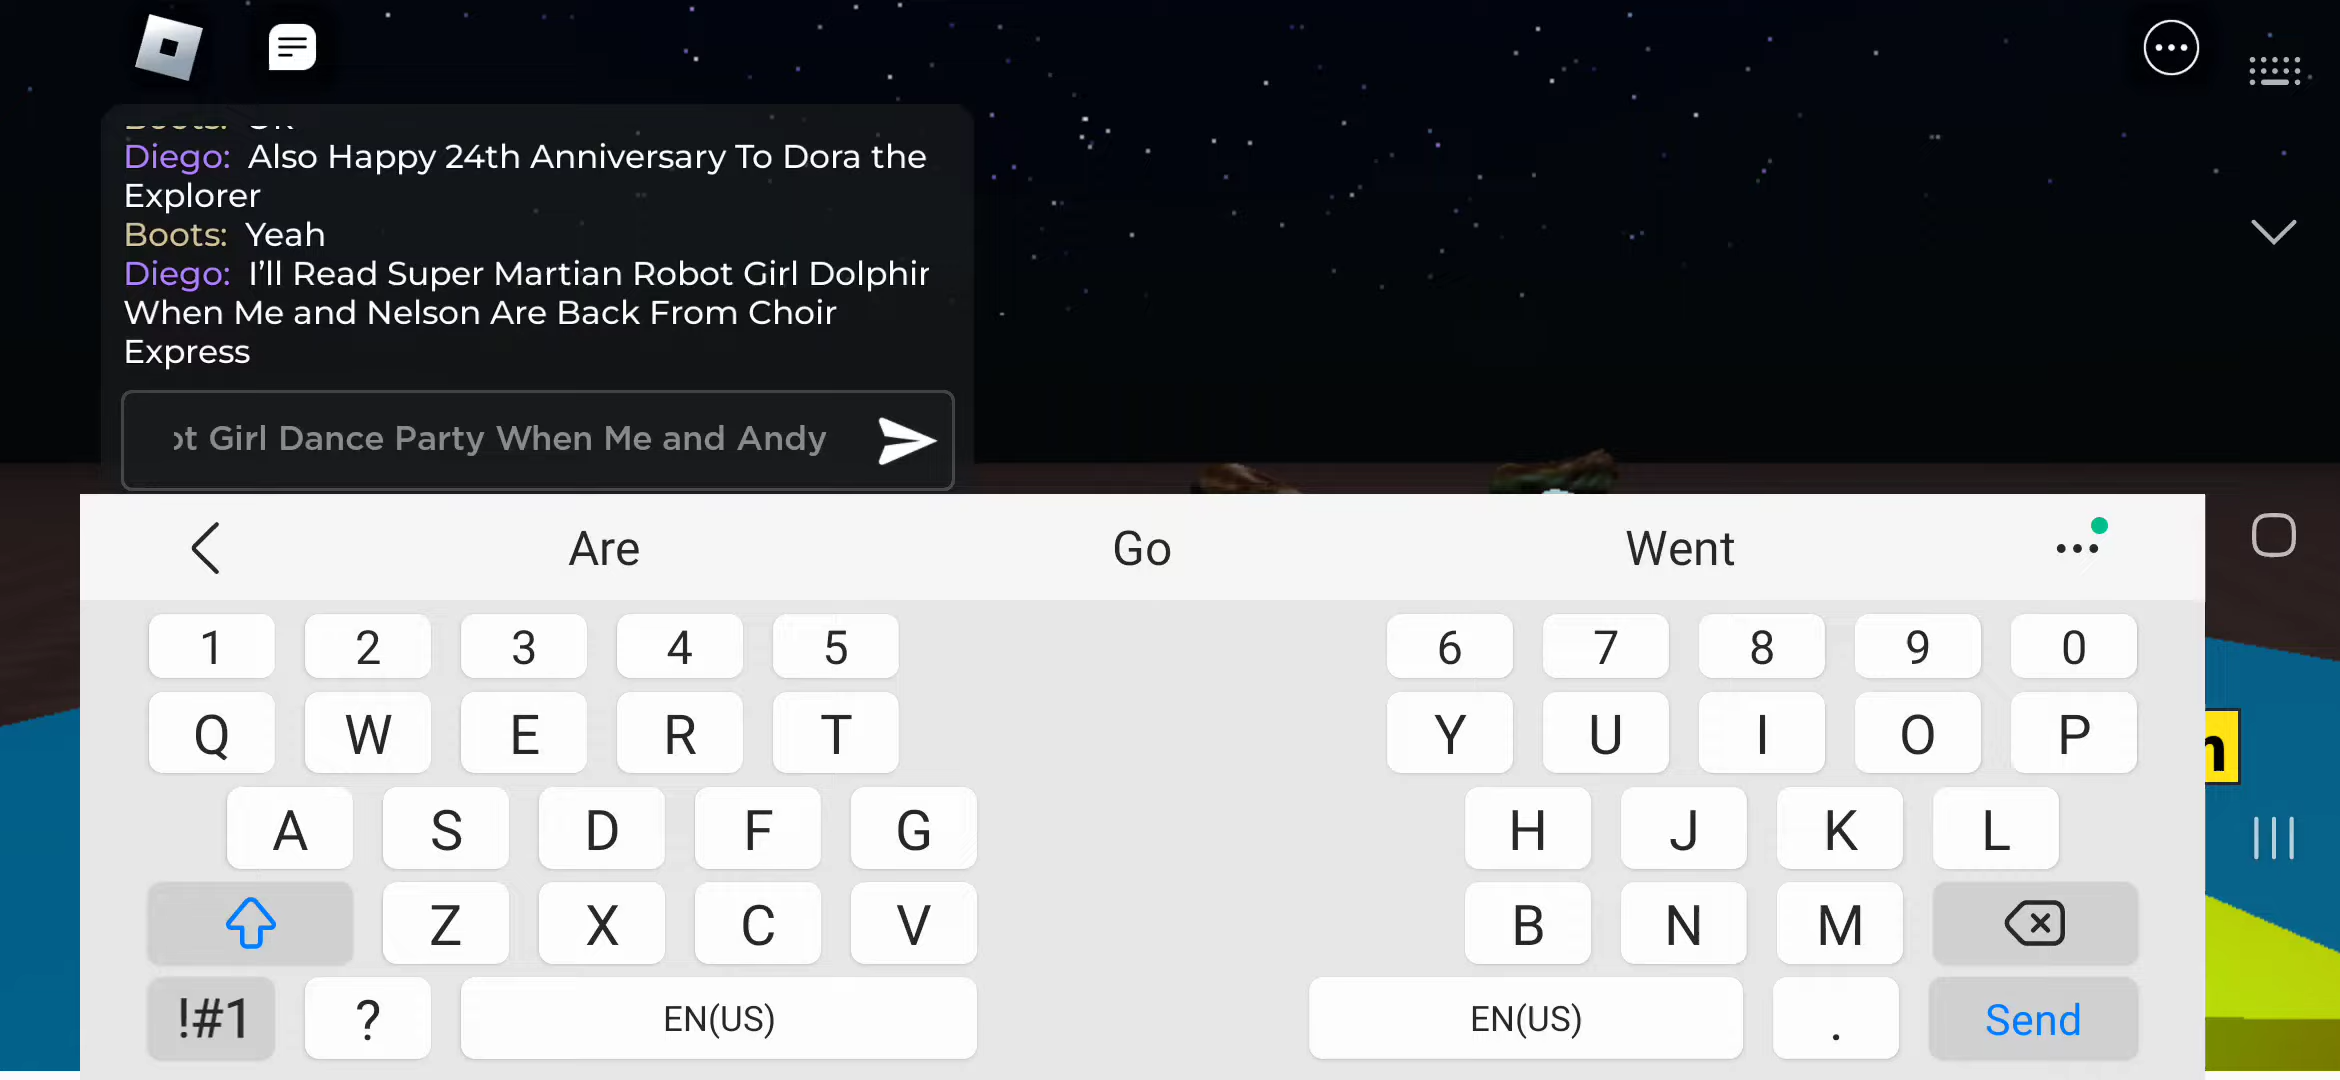 Diego: Also Happy 24th Anniversary To Dora the
Explorer
Boots: Yeah
Diego: I'll Read Super Martian Robot Girl Dolphin
When Me and Nelson Are Back From Choir
Express
ot Girl Dance Party When Me and Andy
Are Go Went
1 2 3 4 5 6 7 8 9 0
Q W E R T Y U I O P
n
A S D F G H J K L
Z X C V B N M
!#1 ? EN(US) EN(US) . Send